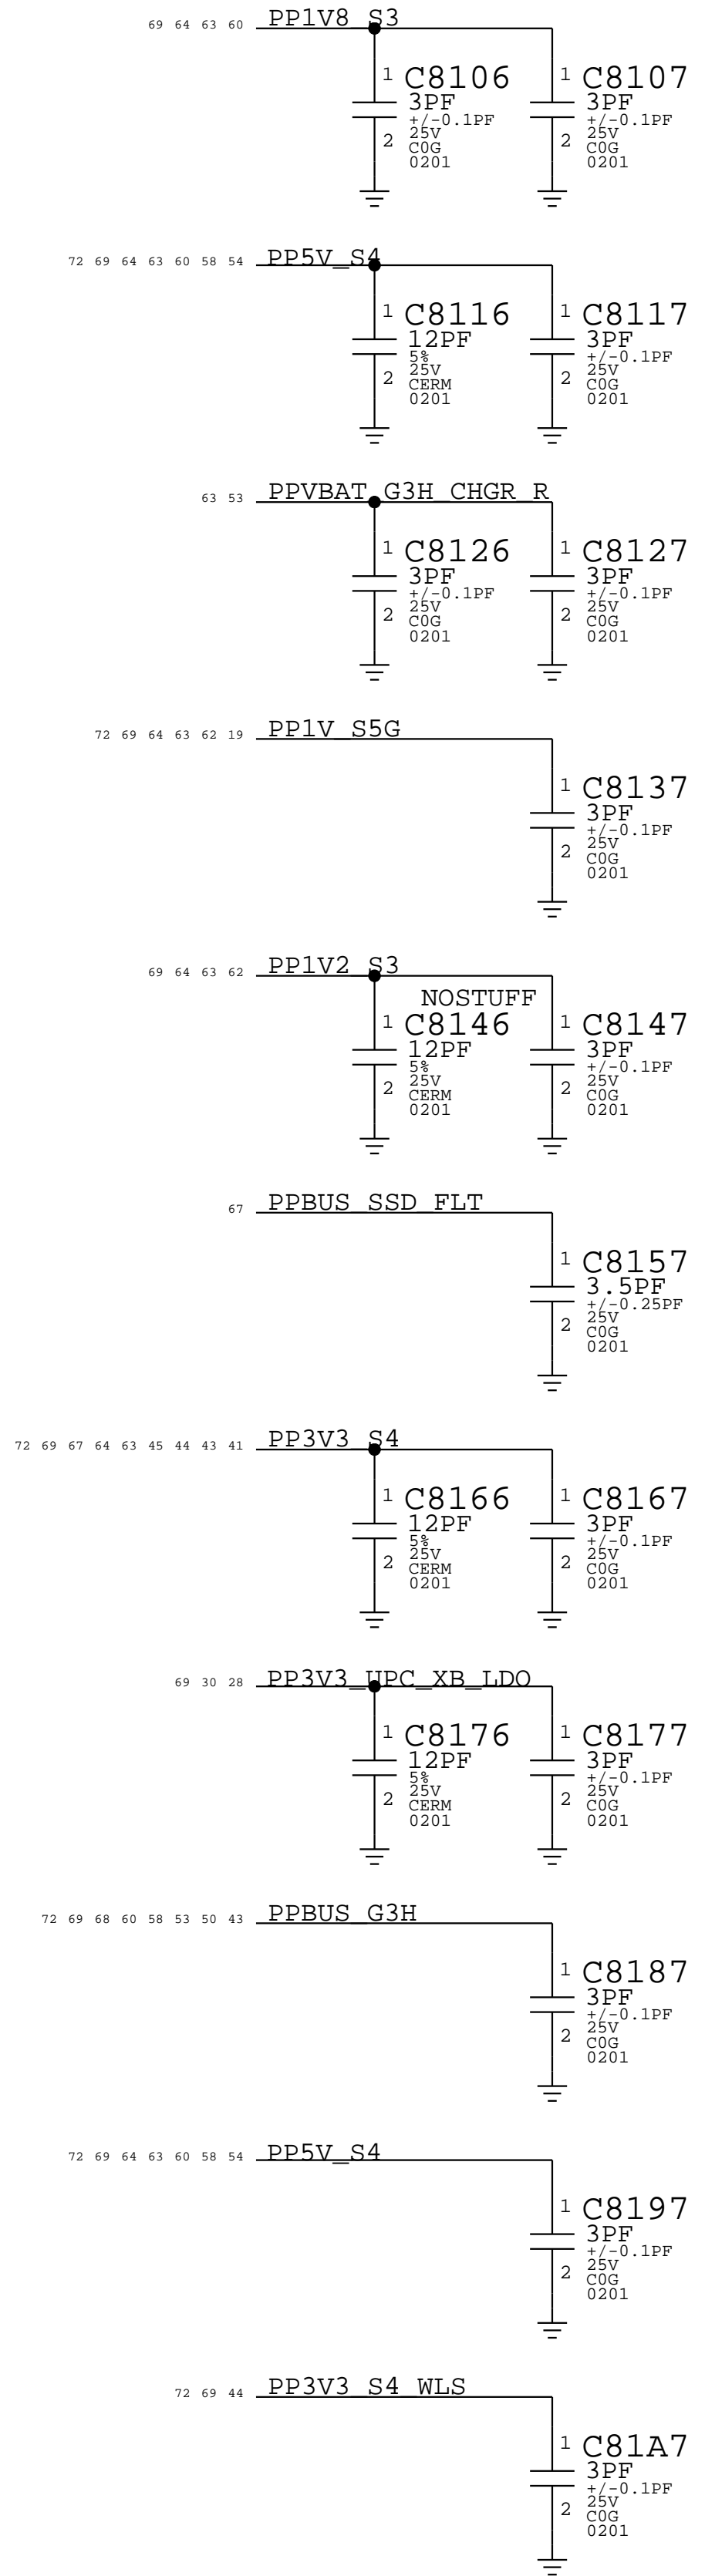 69 64 63 60 PP1V8_S3
1 C8106
3PF
+/-0.1PF
25V
2 C0G
0201
1 C8107
3PF
+/-0.1PF
25V
2 C0G
0201
72 69 64 63 60 58 54 PP5V_S4
1 C8116
12PF
5%
25V
2 CERM
0201
1 C8117
3PF
+/-0.1PF
25V
2 C0G
0201
63 53 PPVBAT_G3H_CHGR_R
1 C8126
3PF
+/-0.1PF
25V
2 C0G
0201
1 C8127
3PF
+/-0.1PF
25V
2 C0G
0201
72 69 64 63 62 19 PP1V_S5G
1 C8137
3PF
+/-0.1PF
25V
2 C0G
0201
69 64 63 62 PP1V2_S3
NOSTUFF
1 C8146
12PF
5%
25V
2 CERM
0201
1 C8147
3PF
+/-0.1PF
25V
2 C0G
0201
67 PPBUS_SSD_FLT
1 C8157
3.5PF
+/-0.25PF
25V
2 C0G
0201
72 69 67 64 63 45 44 43 41 PP3V3_S4
1 C8166
12PF
5%
25V
2 CERM
0201
1 C8167
3PF
+/-0.1PF
25V
2 C0G
0201
69 30 28 PP3V3_UPC_XB_LDO
1 C8176
12PF
5%
25V
2 CERM
0201
1 C8177
3PF
+/-0.1PF
25V
2 C0G
0201
72 69 68 60 58 53 50 43 PPBUS_G3H
1 C8187
3PF
+/-0.1PF
25V
2 C0G
0201
72 69 64 63 60 58 54 PP5V_S4
1 C8197
3PF
+/-0.1PF
25V
2 C0G
0201
72 69 44 PP3V3_S4_WLS
1 C81A7
3PF
+/-0.1PF
25V
2 C0G
0201